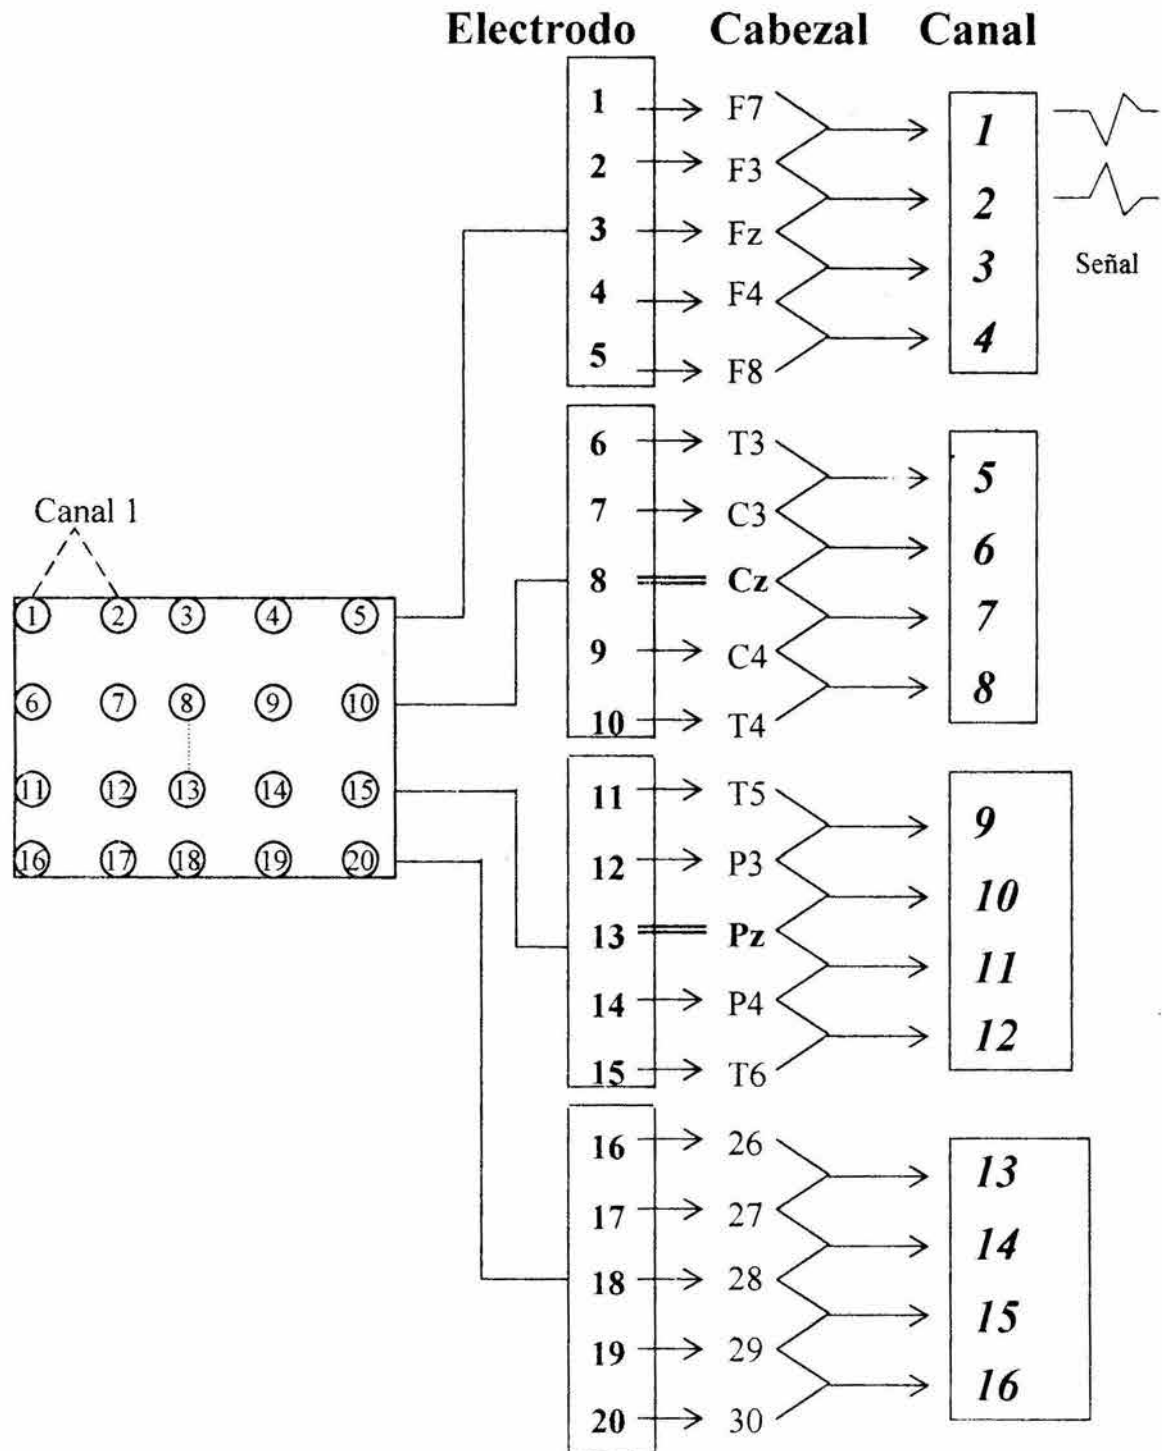 Electrodo Cabezal Canal
1 F7 1
2 F3 2
3 Fz 3
Señal
4 F4 4
5 F8
6 T3 5
7 C3 6
8 Cz 7
9 C4 8
10 T4
Canal 1
1 2 3 4 5
6 7 8 9 10
11 12 13 14 15
16 17 18 19 20
11 T5 9
12 P3 10
13 Pz 11
14 P4 12
15 T6
16 26 13
17 27 14
18 28 15
19 29 16
20 30